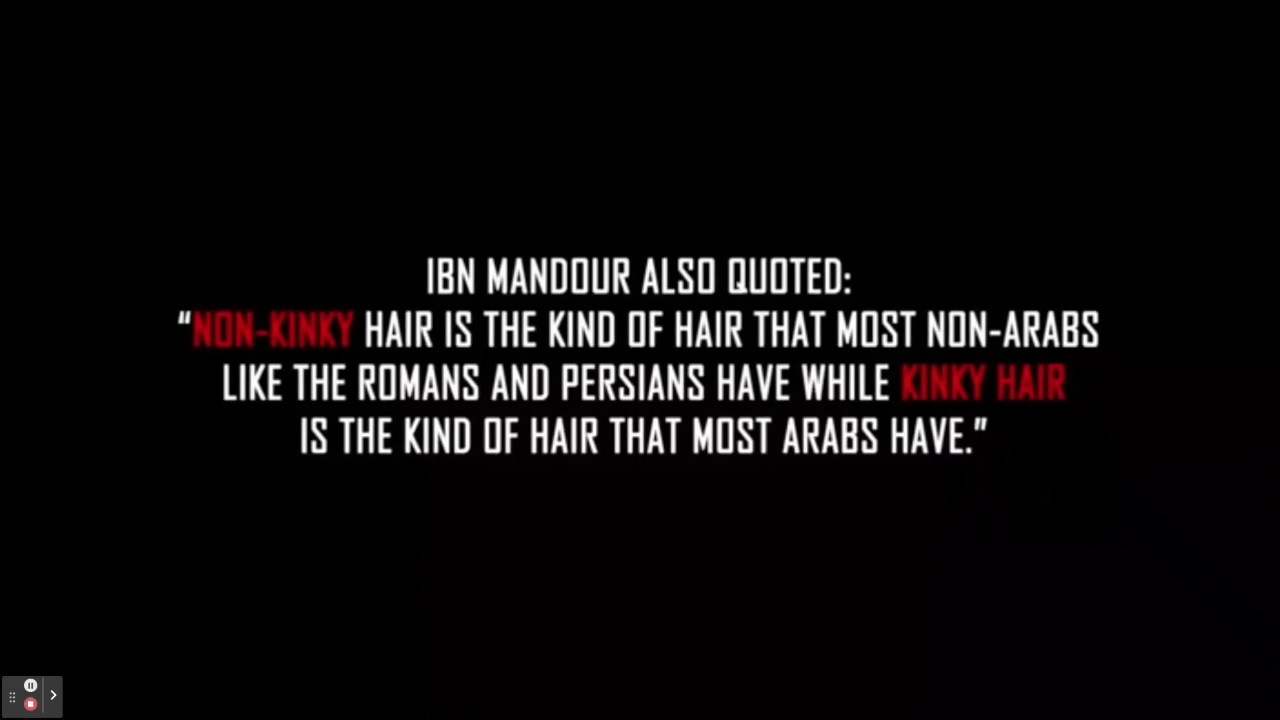 IBN MANDOUR ALSO QUOTED:
“NON-KINKY HAIR IS THE KIND OF HAIR THAT MOST NON-ARABS
LIKE THE ROMANS AND PERSIANS HAVE WHILE KINKY HAIR
IS THE KIND OF HAIR THAT MOST ARABS HAVE.”